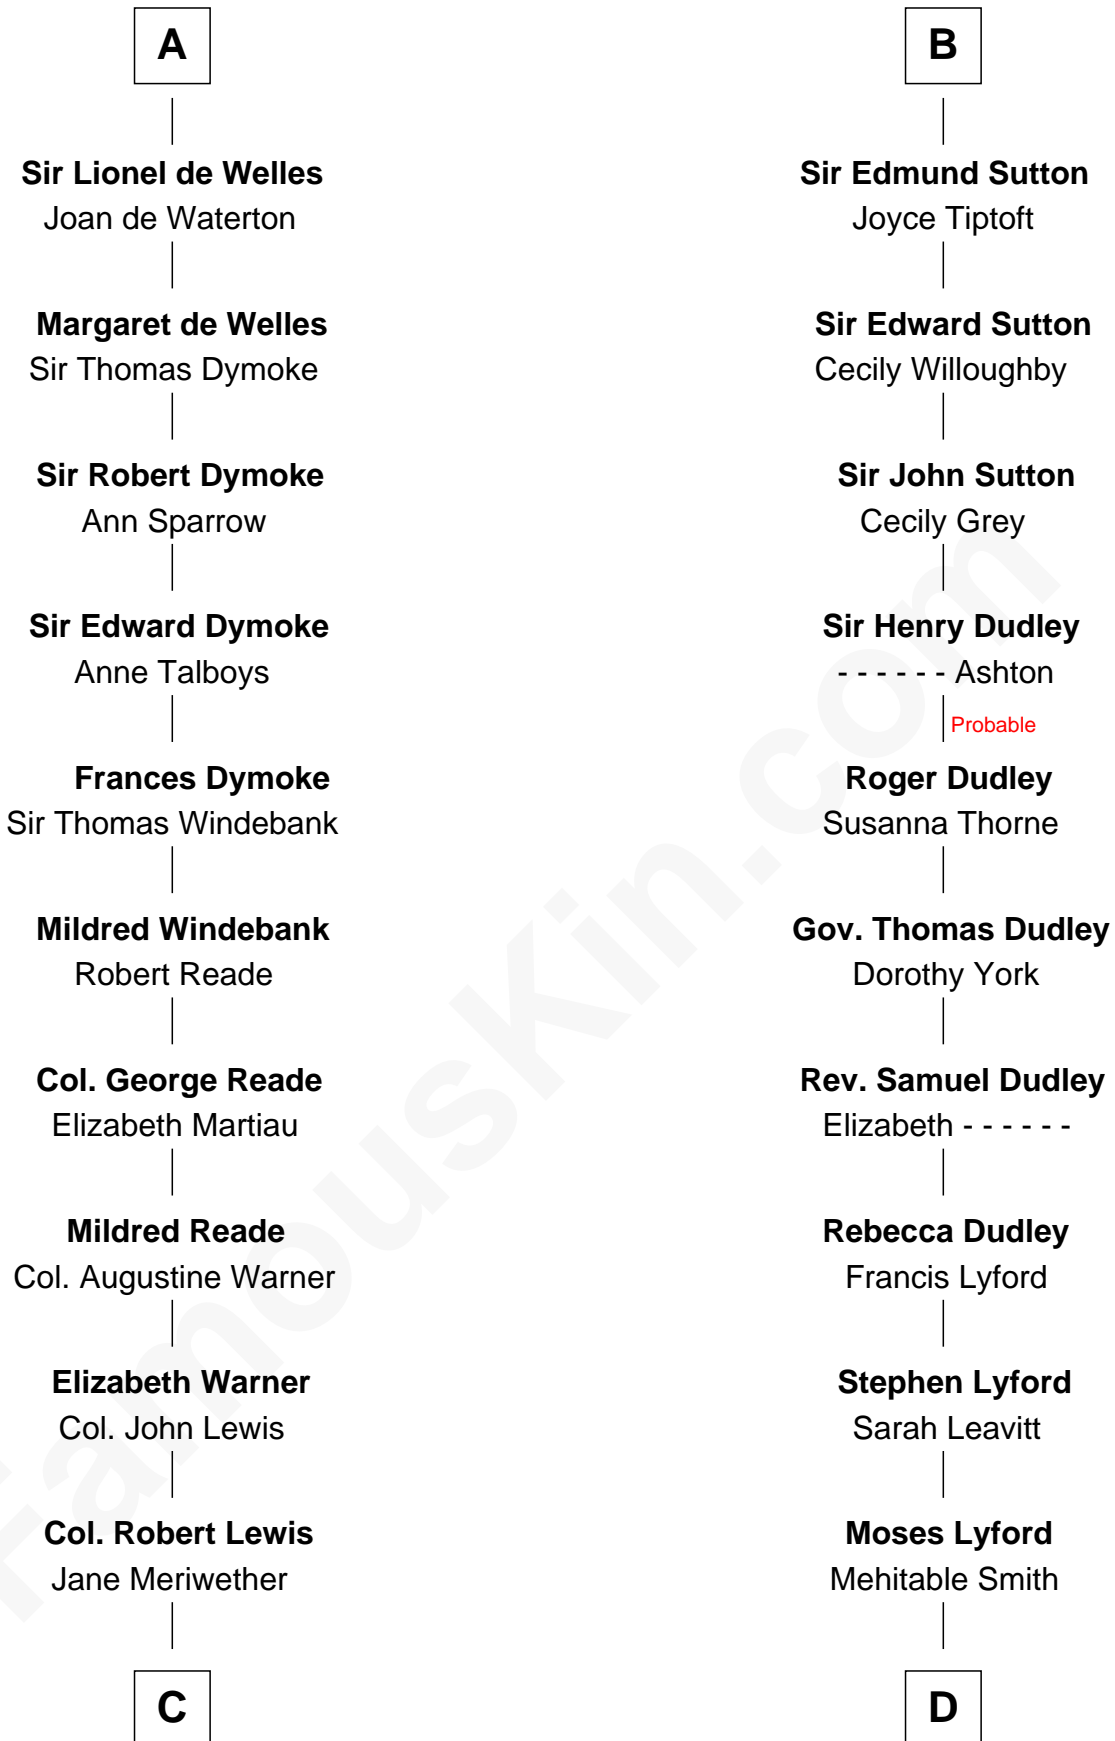 A
Sir Lionel de Welles
Joan de Waterton
Margaret de Welles
Sir Thomas Dymoke
Sir Robert Dymoke
Ann Sparrow
Sir Edward Dymoke
Anne Talboys
Frances Dymoke
Sir Thomas Windebank
Mildred Windebank
Robert Reade
Col. George Reade
Elizabeth Martiau
Mildred Reade
Col. Augustine Warner
Elizabeth Warner
Col. John Lewis
Col. Robert Lewis
Jane Meriwether
C
B
Sir Edmund Sutton
Joyce Tiptoft
Sir Edward Sutton
Cecily Willoughby
Sir John Sutton
Cecily Grey
Sir Henry Dudley
- - - - - - Ashton
Probable
Roger Dudley
Susanna Thorne
Gov. Thomas Dudley
Dorothy York
Rev. Samuel Dudley
Elizabeth - - - - - -
Rebecca Dudley
Francis Lyford
Stephen Lyford
Sarah Leavitt
Moses Lyford
Mehitable Smith
D
FamousKin.com